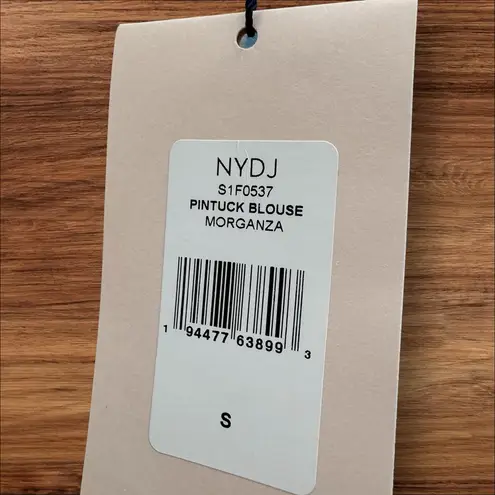 NYDJ
S1F0537
PINTUCK BLOUSE
MORGANZA
1 94477 63899 3
S